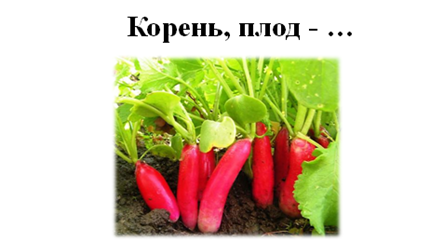 Корень, плод - …